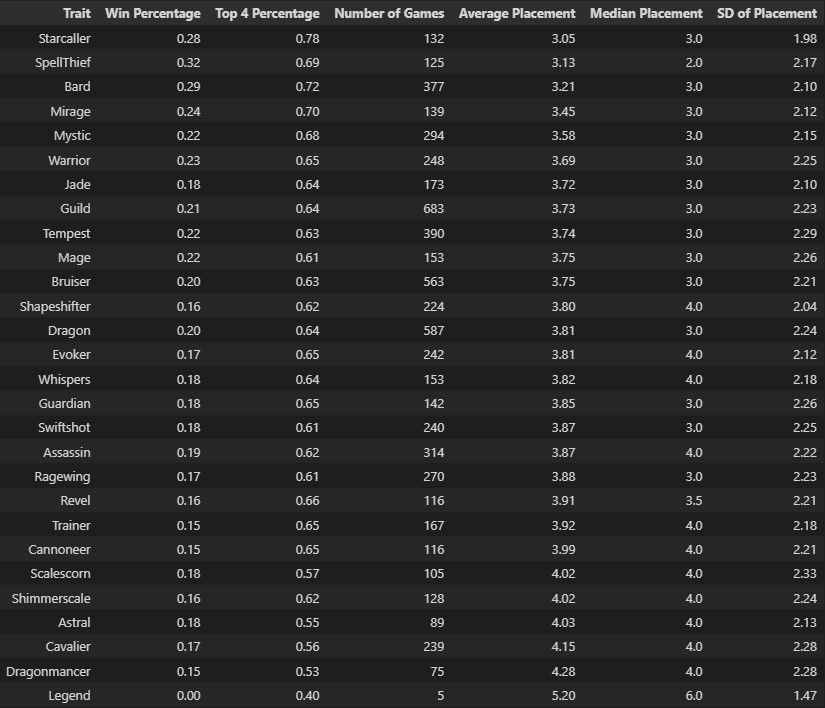 Trait Win Percentage Top 4 Percentage Number of Games Average Placement Median Placement SD of Placement
Starcaller 0.28 0.78 132 3.05 3.0 1.98
SpellThief 0.32 0.69 125 3.13 2.0 2.17
Bard 0.29 0.72 377 3.21 3.0 2.10
Mirage 0.24 0.70 139 3.45 3.0 2.12
Mystic 0.22 0.68 294 3.58 3.0 2.15
Warrior 0.23 0.65 248 3.69 3.0 2.25
Jade 0.18 0.64 173 3.72 3.0 2.10
Guild 0.21 0.64 683 3.73 3.0 2.23
Tempest 0.22 0.63 390 3.74 3.0 2.29
Mage 0.22 0.61 153 3.75 3.0 2.26
Bruiser 0.20 0.63 563 3.75 3.0 2.21
Shapeshifter 0.16 0.62 224 3.80 4.0 2.04
Dragon 0.20 0.64 587 3.81 3.0 2.24
Evoker 0.17 0.65 242 3.81 4.0 2.12
Whispers 0.18 0.64 153 3.82 4.0 2.18
Guardian 0.18 0.65 142 3.85 3.0 2.26
Swiftshot 0.18 0.61 240 3.87 3.0 2.25
Assassin 0.19 0.62 314 3.87 4.0 2.22
Ragewing 0.17 0.61 270 3.88 3.0 2.23
Revel 0.16 0.66 116 3.91 3.5 2.21
Trainer 0.15 0.65 167 3.92 4.0 2.18
Cannoneer 0.15 0.65 116 3.99 4.0 2.21
Scalescorn 0.18 0.57 105 4.02 4.0 2.33
Shimmerscale 0.16 0.62 128 4.02 4.0 2.24
Astral 0.18 0.55 89 4.03 4.0 2.13
Cavalier 0.17 0.56 239 4.15 4.0 2.28
Dragonmancer 0.15 0.53 75 4.28 4.0 2.28
Legend 0.00 0.40 5 5.20 6.0 1.47